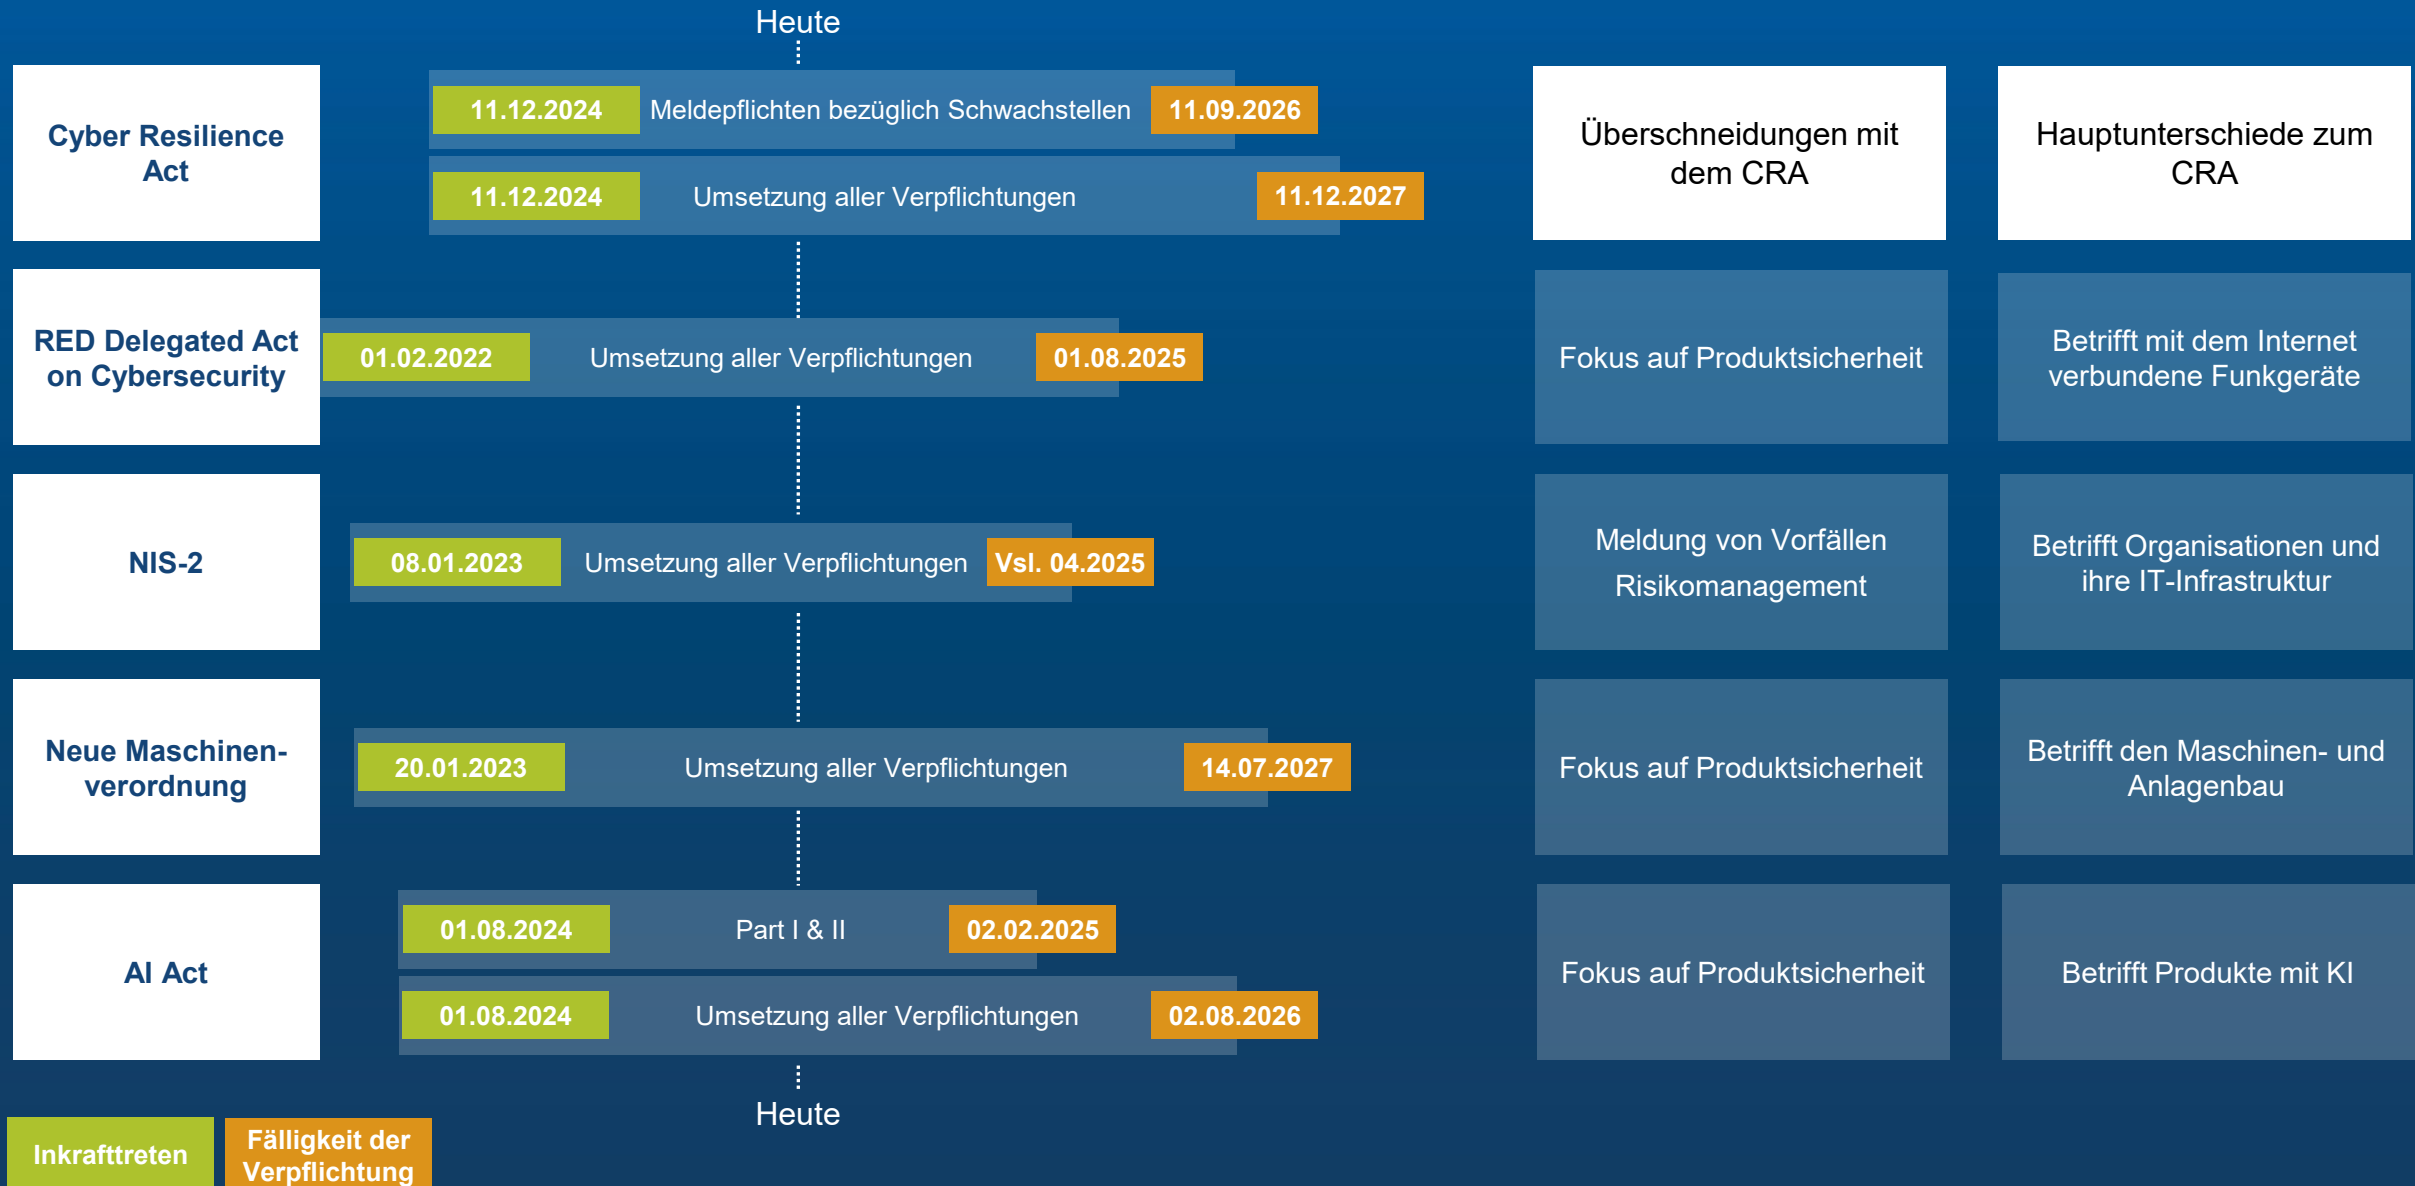 Heute
Cyber Resilience
Act
11.12.2024
Meldepflichten bezüglich Schwachstellen
11.09.2026
11.12.2024
Umsetzung aller Verpflichtungen
11.12.2027
Überschneidungen mit
dem CRA
Hauptunterschiede zum
CRA
RED Delegated Act
on Cybersecurity
01.02.2022
Umsetzung aller Verpflichtungen
01.08.2025
Fokus auf Produktsicherheit
Betrifft mit dem Internet
verbundene Funkgeräte
NIS-2
08.01.2023
Umsetzung aller Verpflichtungen
Vsl. 04.2025
Meldung von Vorfällen
Risikomanagement
Betrifft Organisationen und
ihre IT-Infrastruktur
Neue Maschinen-
verordnung
20.01.2023
Umsetzung aller Verpflichtungen
14.07.2027
Fokus auf Produktsicherheit
Betrifft den Maschinen- und
Anlagenbau
AI Act
01.08.2024
Part I & II
02.02.2025
01.08.2024
Umsetzung aller Verpflichtungen
02.08.2026
Fokus auf Produktsicherheit
Betrifft Produkte mit KI
Heute
Inkrafttreten
Fälligkeit der
Verpflichtung